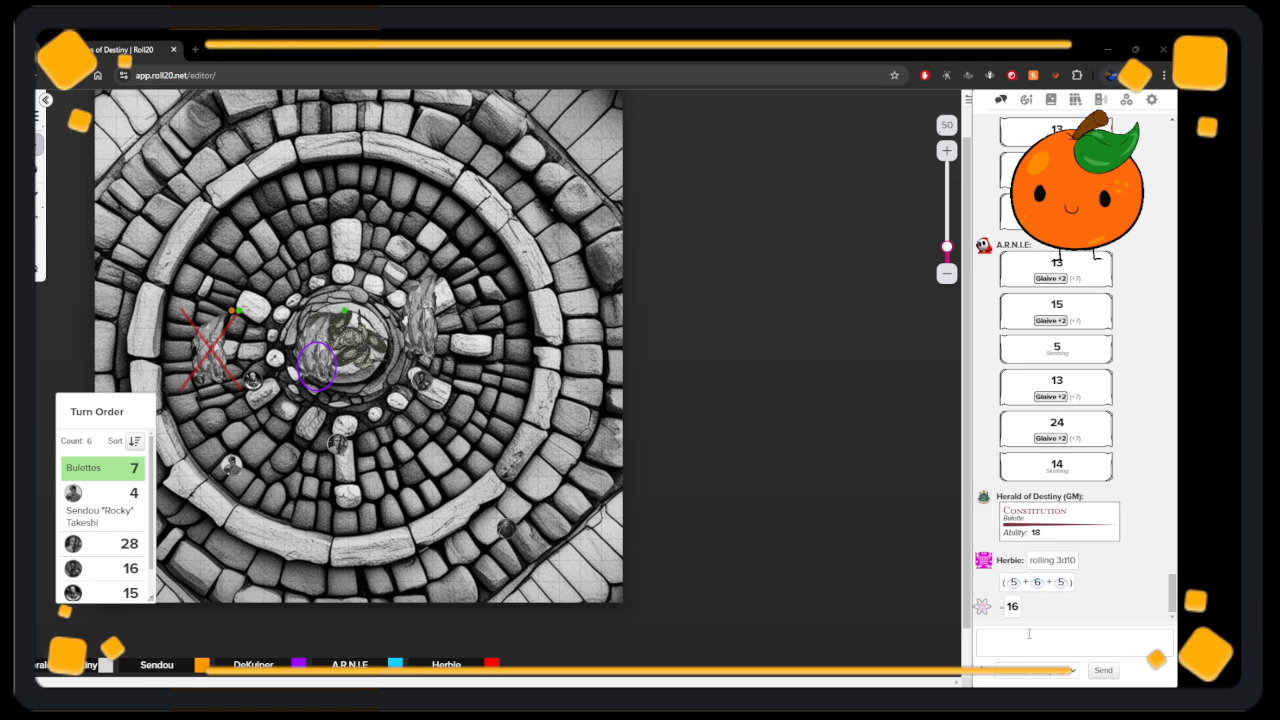 s of Destiny | Roll20
app.roll20.net/editor/
50
13
A.R.N.I.E:
13
Glaive +2 (+7)
15
Glaive +2 (+7)
5
Slashing
13
Glaive +2 (+7)
24
Glaive +2 (+7)
14
Slashing
Herald of Destiny (GM):
Constitution
Bulette
Ability: 18
Herbie: rolling 3d10
(5+6+5)
= 16
Send
Turn Order
Count 6 Sort
Bulettes 7
4
Sendou "Rocky"
Takeshi
28
16
15
Sendou
DeKuiper
A.R.N.I.E
Herbie